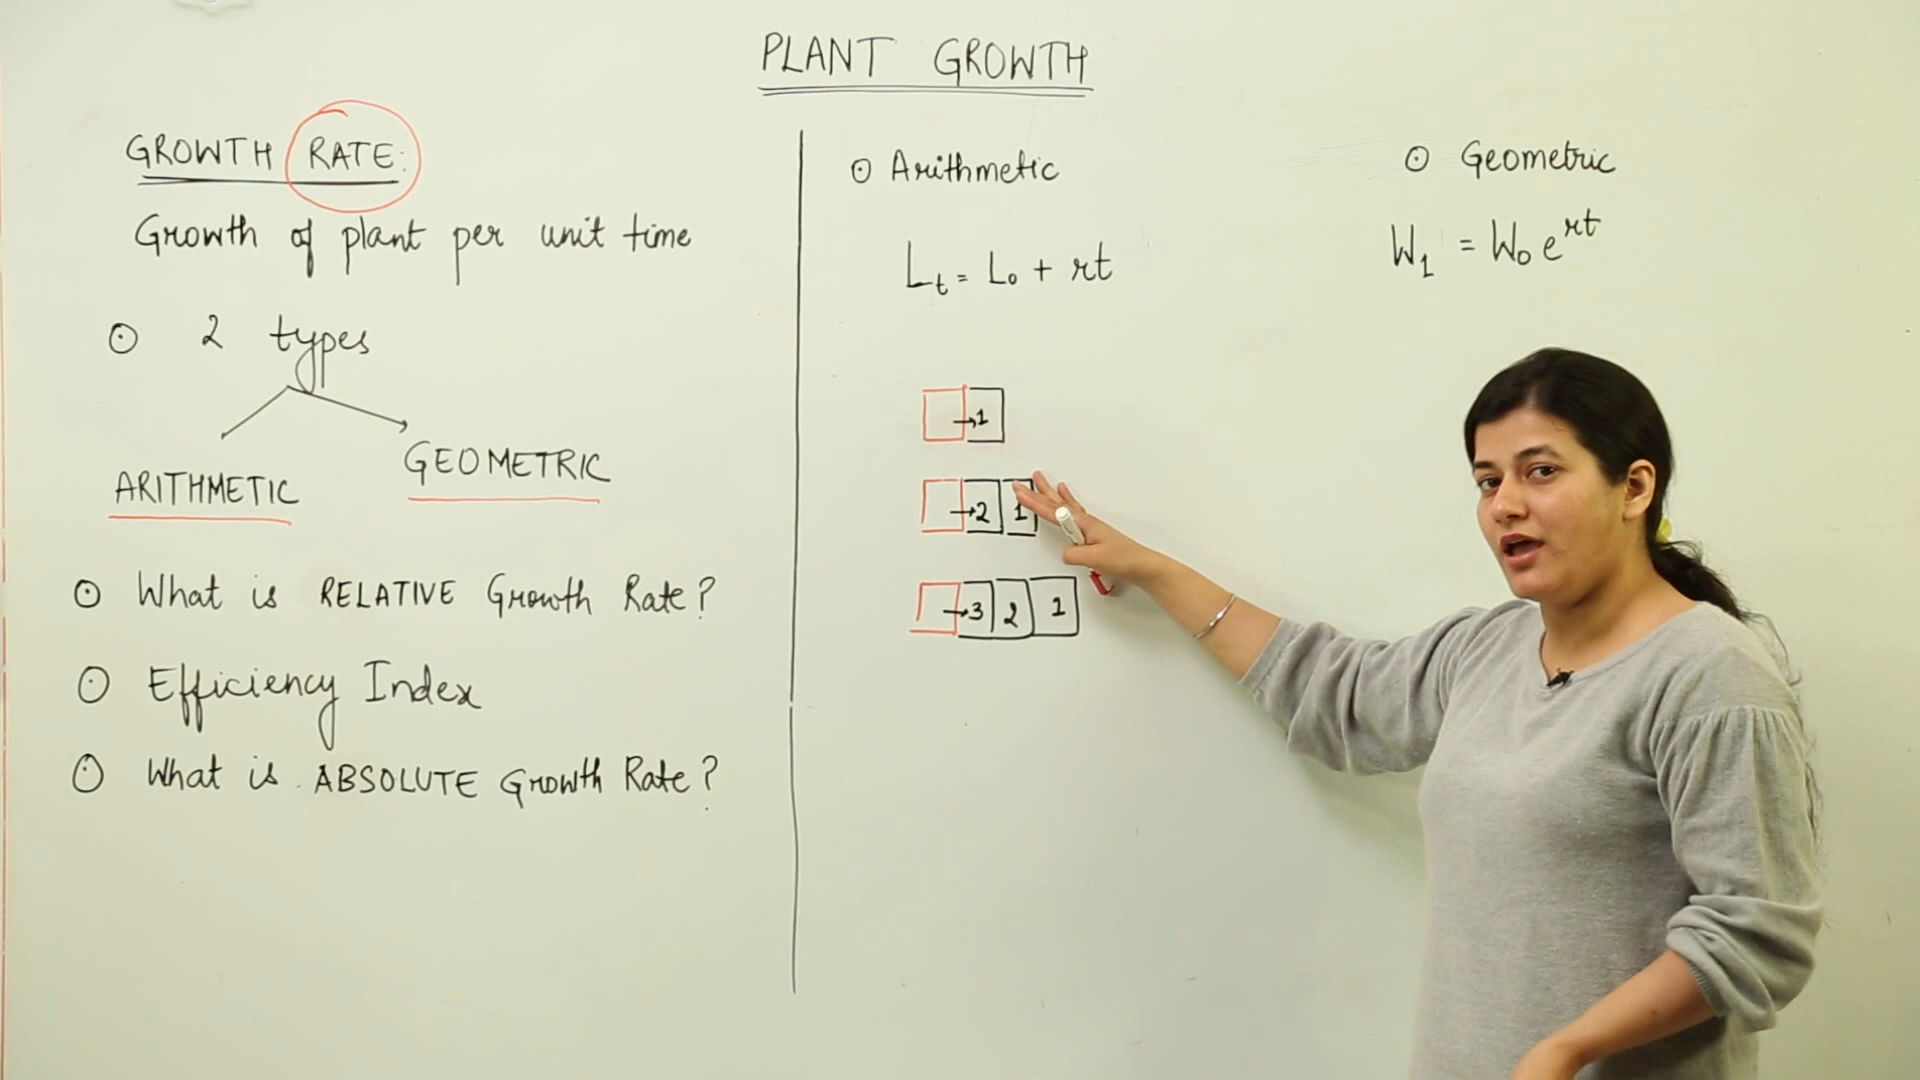 PLANT GROWTH
GROWTH RATE:
Growth of plant per unit time
⊙ 2 types
ARITHMETIC
GEOMETRIC
⊙ What is RELATIVE Growth Rate?
⊙ Efficiency Index
⊙ What is ABSOLUTE Growth Rate?
⊙ Arithmetic
Lt = L0 + rt
→1
→2 1
→3 2 1
⊙ Geometric
W1 = W0 e^rt